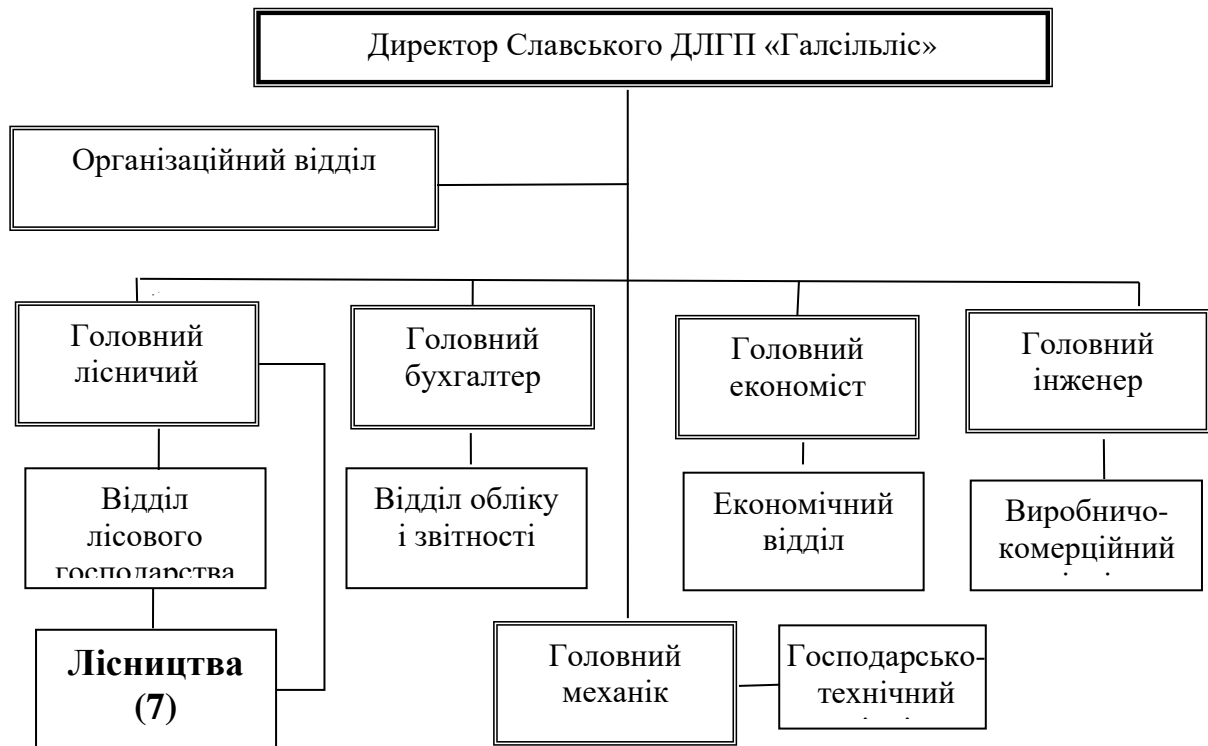 Директор Славського ДЛГП «Галсільліс»
Організаційний відділ
Головний
лісничий
Головний
бухгалтер
Головний
економіст
Головний
інженер
Відділ
лісового
господарства
Відділ обліку
і звітності
Економічний
відділ
Виробничо-
комерційний
Лісництва
(7)
Головний
механік
Господарсько-
технічний